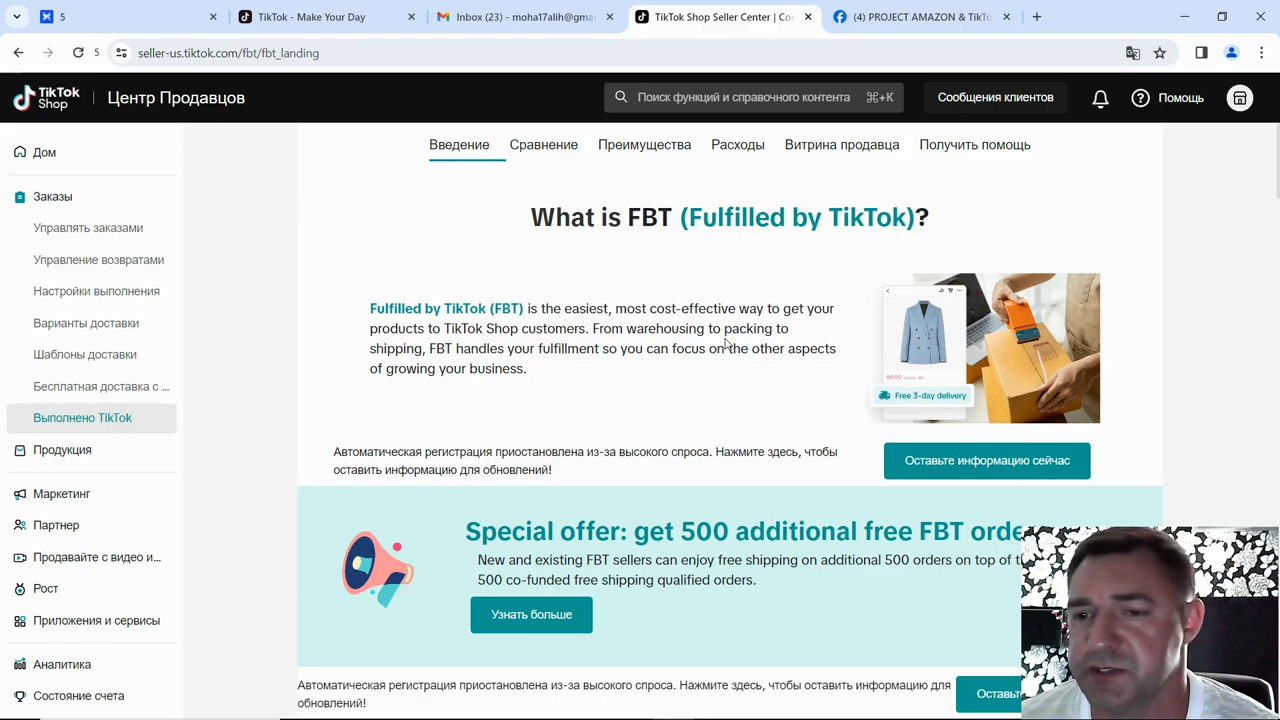 5
TikTok - Make Your Day
Inbox (23) - moha17alih@gma
TikTok Shop Seller Center | Co
(4) PROJECT AMAZON & TikTo
5
seller-us.tiktok.com/fbt/fbt_landing
TikTok Shop
Центр Продавцов
Поиск функций и справочного контента ⌘+K
Сообщения клиентов
Помощь
Дом
Заказы
Управлять заказами
Управление возвратами
Настройки выполнения
Варианты доставки
Шаблоны доставки
Бесплатная доставка с ...
Выполнено TikTok
Продукция
Маркетинг
Партнер
Продавайте с видео и...
Рост
Приложения и сервисы
Аналитика
Состояние счета
Введение Сравнение Преимущества Расходы Витрина продавца Получить помощь
What is FBT (Fulfilled by TikTok)?
Fulfilled by TikTok (FBT) is the easiest, most cost-effective way to get your
products to TikTok Shop customers. From warehousing to packing to
shipping, FBT handles your fulfillment so you can focus on the other aspects
of growing your business.
Free 3-day delivery
Автоматическая регистрация приостановлена из-за высокого спроса. Нажмите здесь, чтобы
оставить информацию для обновлений!
Оставьте информацию сейчас
Special offer: get 500 additional free FBT orde
New and existing FBT sellers can enjoy free shipping on additional 500 orders on top of t
500 co-funded free shipping qualified orders.
Узнать больше
Автоматическая регистрация приостановлена из-за высокого спроса. Нажмите здесь, чтобы оставить информацию для
обновлений!
Оставьт